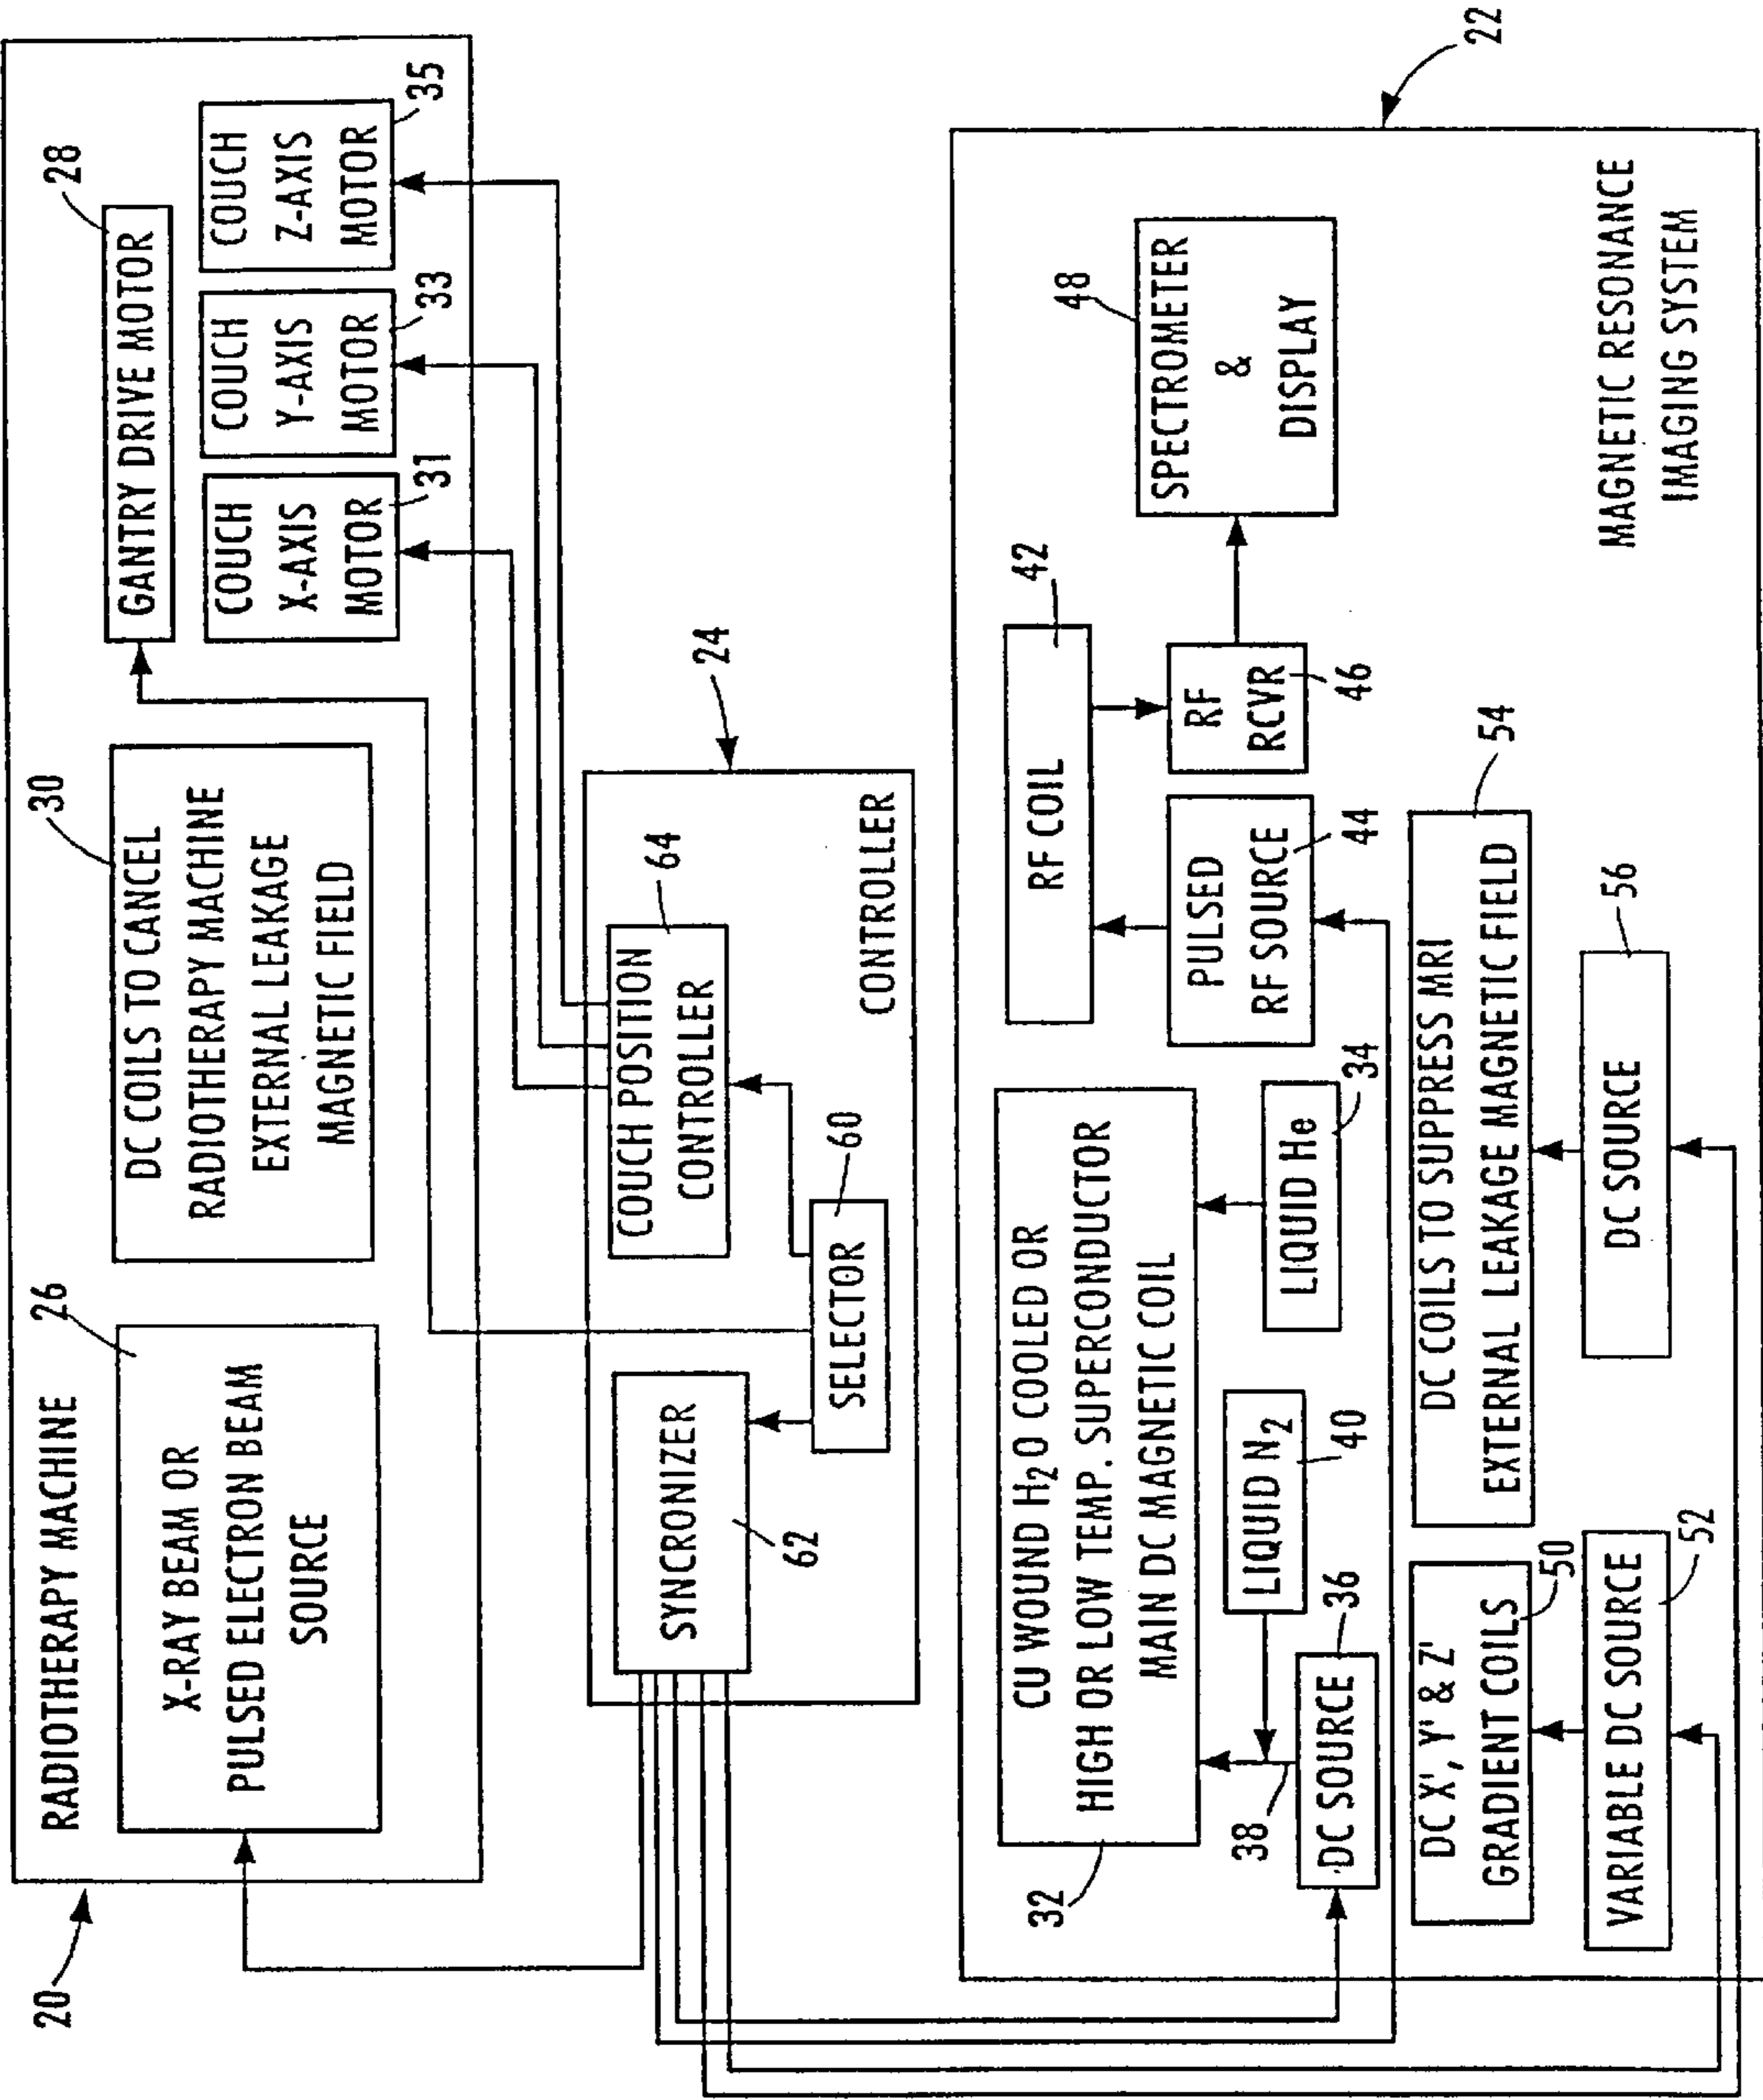 20
RADIOTHERAPY MACHINE
26
X-RAY BEAM OR
PULSED ELECTRON BEAM
SOURCE
30
DC COILS TO CANCEL
RADIOTHERAPY MACHINE
EXTERNAL LEAKAGE
MAGNETIC FIELD
28
GANTRY DRIVE MOTOR
COUCH
X-AXIS
MOTOR
31
COUCH
Y-AXIS
MOTOR
33
COUCH
Z-AXIS
MOTOR
35
24
SYNCRONIZER
62
COUCH POSITION
CONTROLLER
64
SELECTOR
60
CONTROLLER
22
32
CU WOUND H₂O COOLED OR
HIGH OR LOW TEMP. SUPERCONDUCTOR
MAIN DC MAGNETIC COIL
38
LIQUID N₂
40
LIQUID He
34
DC SOURCE
36
RF COIL
42
PULSED
RF SOURCE
44
RF
RCVR
46
48
SPECTROMETER
&
DISPLAY
DC X', Y' & Z'
GRADIENT COILS
50
VARIABLE DC SOURCE
52
DC COILS TO SUPPRESS MRI
EXTERNAL LEAKAGE MAGNETIC FIELD
54
DC SOURCE
56
MAGNETIC RESONANCE
IMAGING SYSTEM